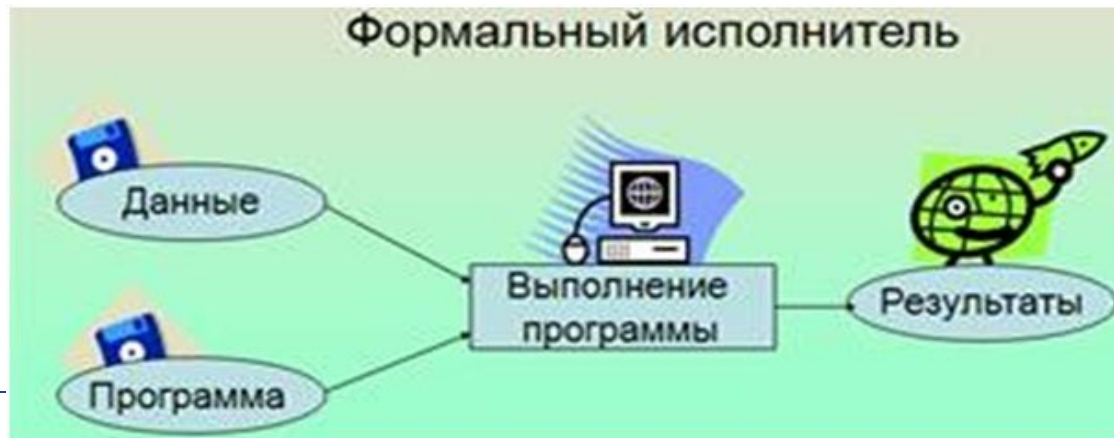 Формальный исполнитель
Данные
Выполнение
программы
Результаты
Программа